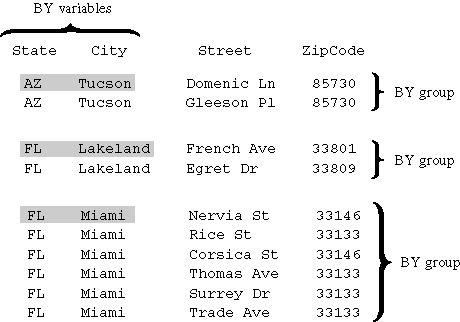 BY variables
State City Street ZipCode
AZ Tucson Domenic Ln 85730
AZ Tucson Gleeson Pl 85730
BY group
FL Lakeland French Ave 33801
FL Lakeland Egret Dr 33809
BY group
FL Miami Nervia St 33146
FL Miami Rice St 33133
FL Miami Corsica St 33146
FL Miami Thomas Ave 33133
FL Miami Surrey Dr 33133
FL Miami Trade Ave 33133
BY group